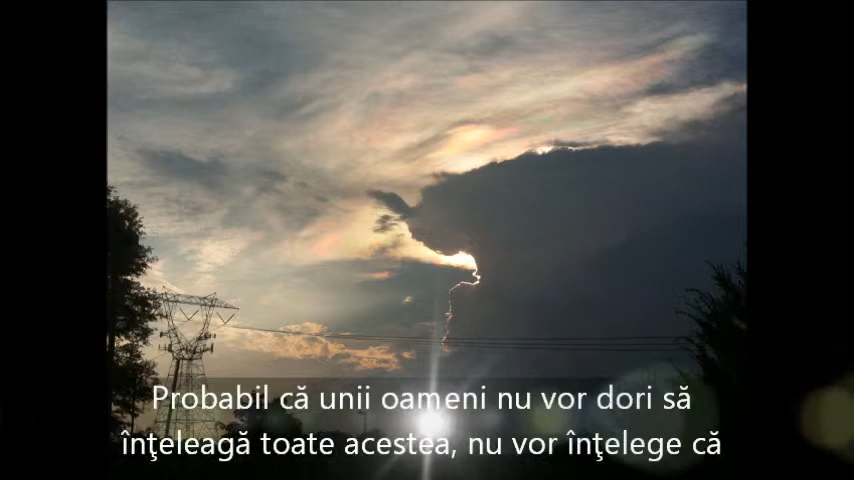 Probabil că unii oameni nu vor dori să
înţeleagă toate acestea, nu vor înţelege că